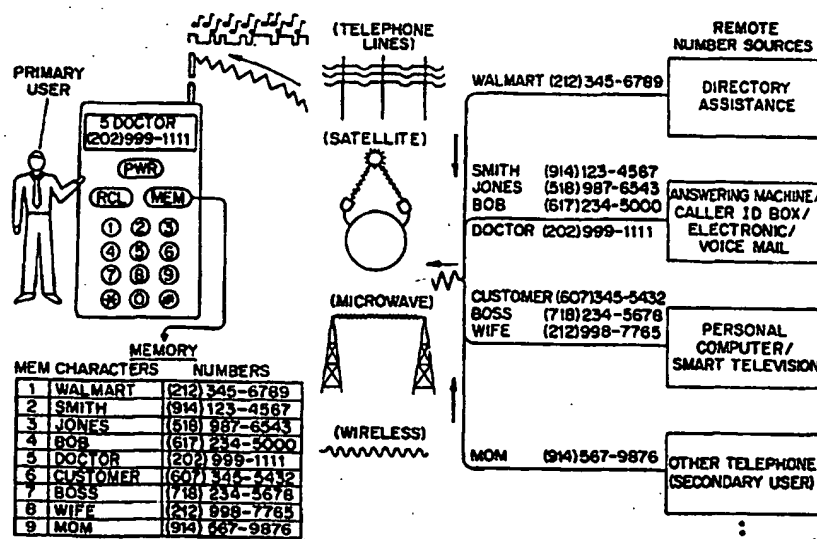 PRIMARY
USER
5 DOCTOR
(202)999-1111
PWR
RCL MEM
1 2 3
4 5 6
7 8 9
* 0 #
MEMORY
MEM CHARACTERS NUMBERS
1 WALMART (212) 345-6789
2 SMITH (914) 123-4567
3 JONES (518) 987-6543
4 BOB (617) 234-5000
5 DOCTOR (202) 999-1111
6 CUSTOMER (607) 345-5432
7 BOSS (718) 234-5678
8 WIFE (212) 998-7765
9 MOM (914) 567-9876
(TELEPHONE
LINES)
(SATELLITE)
(MICROWAVE)
(WIRELESS)
REMOTE
NUMBER SOURCES
WALMART (212) 345-6789
DIRECTORY
ASSISTANCE
SMITH (914) 123-4567
JONES (518) 987-6543
BOB (617) 234-5000
DOCTOR (202) 999-1111
ANSWERING MACHINE/
CALLER ID BOX/
ELECTRONIC/
VOICE MAIL
CUSTOMER (607)345-5432
BOSS (718) 234-5678
WIFE (212) 998-7765
PERSONAL
COMPUTER/
SMART TELEVISION
MOM (914) 567-9876
OTHER TELEPHONE
(SECONDARY USER)